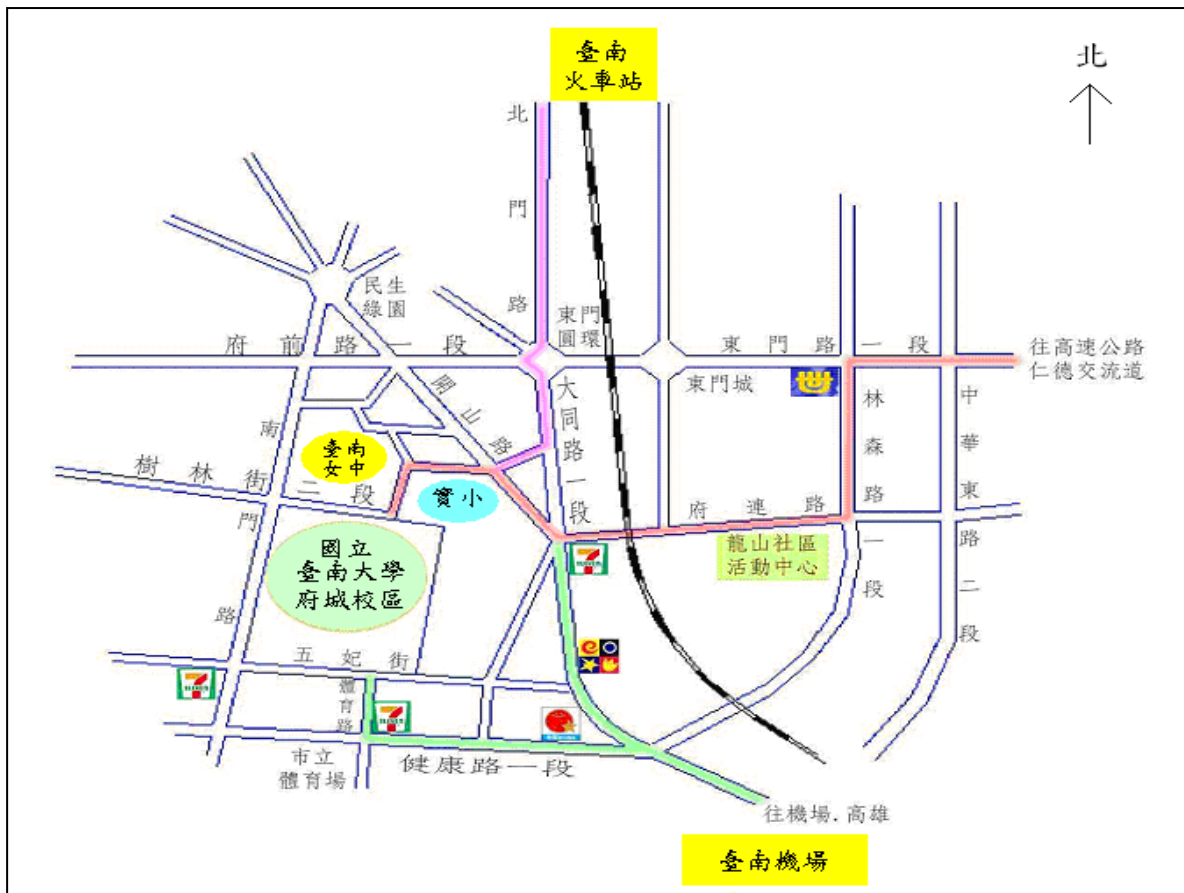 臺南
火車站
北
北門路
民生
綠園
東門
圓環
府前路一段
東門路一段
往高速公路
仁德交流道
東門城
開山路
大同路一段
林森路一段
中華東路二段
南門路
臺南
女中
樹林街二段
實小
府連路
國立
臺南大學
府城校區
龍山社區
活動中心
五妃街
體育路
市立
體育場
健康路一段
往機場.高雄
臺南機場